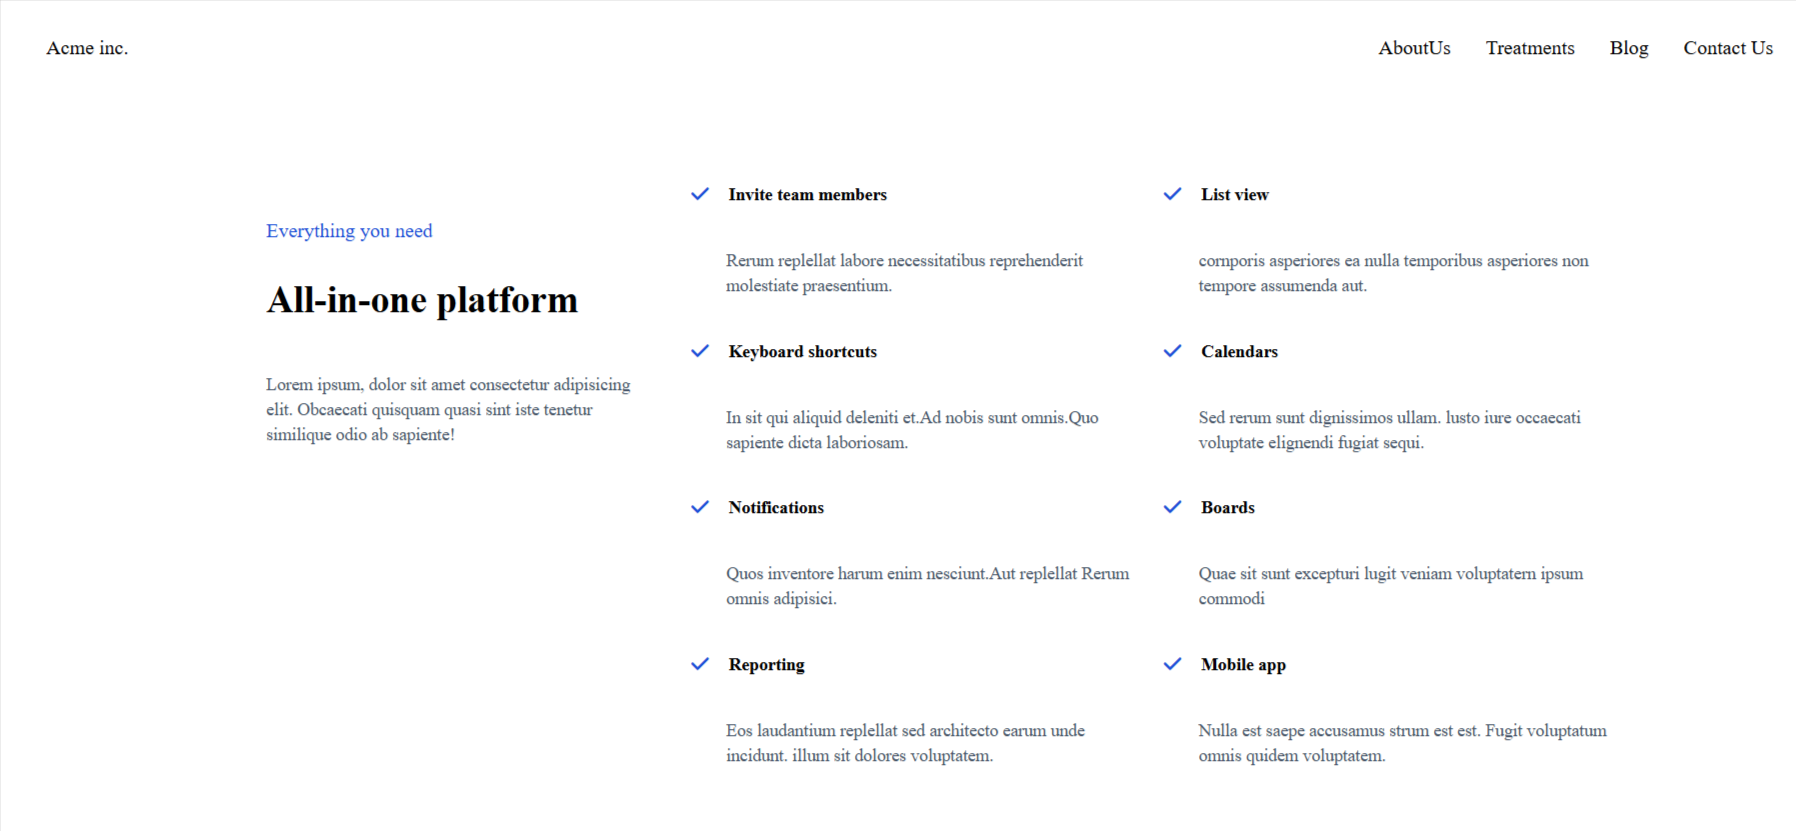 Acme inc.
AboutUs
Treatments
Blog
Contact Us
Everything you need
All-in-one platform
Lorem ipsum, dolor sit amet consectetur adipisicing
elit. Obcaecati quisquam quasi sint iste tenetur
similique odio ab sapiente!
Invite team members
Rerum replellat labore necessitatibus reprehenderit
molestiate praesentium.
List view
cornporis asperiores ea nulla temporibus asperiores non
tempore assumenda aut.
Keyboard shortcuts
In sit qui aliquid deleniti et.Ad nobis sunt omnis.Quo
sapiente dicta laboriosam.
Calendars
Sed rerum sunt dignissimos ullam. lusto iure occaecati
voluptate elignendi fugiat sequi.
Notifications
Quos inventore harum enim nesciunt.Aut replellat Rerum
omnis adipisici.
Boards
Quae sit sunt excepturi lugit veniam voluptatern ipsum
commodi
Reporting
Eos laudantium replellat sed architecto earum unde
incidunt. illum sit dolores voluptatem.
Mobile app
Nulla est saepe accusamus strum est est. Fugit voluptatum
omnis quidem voluptatem.